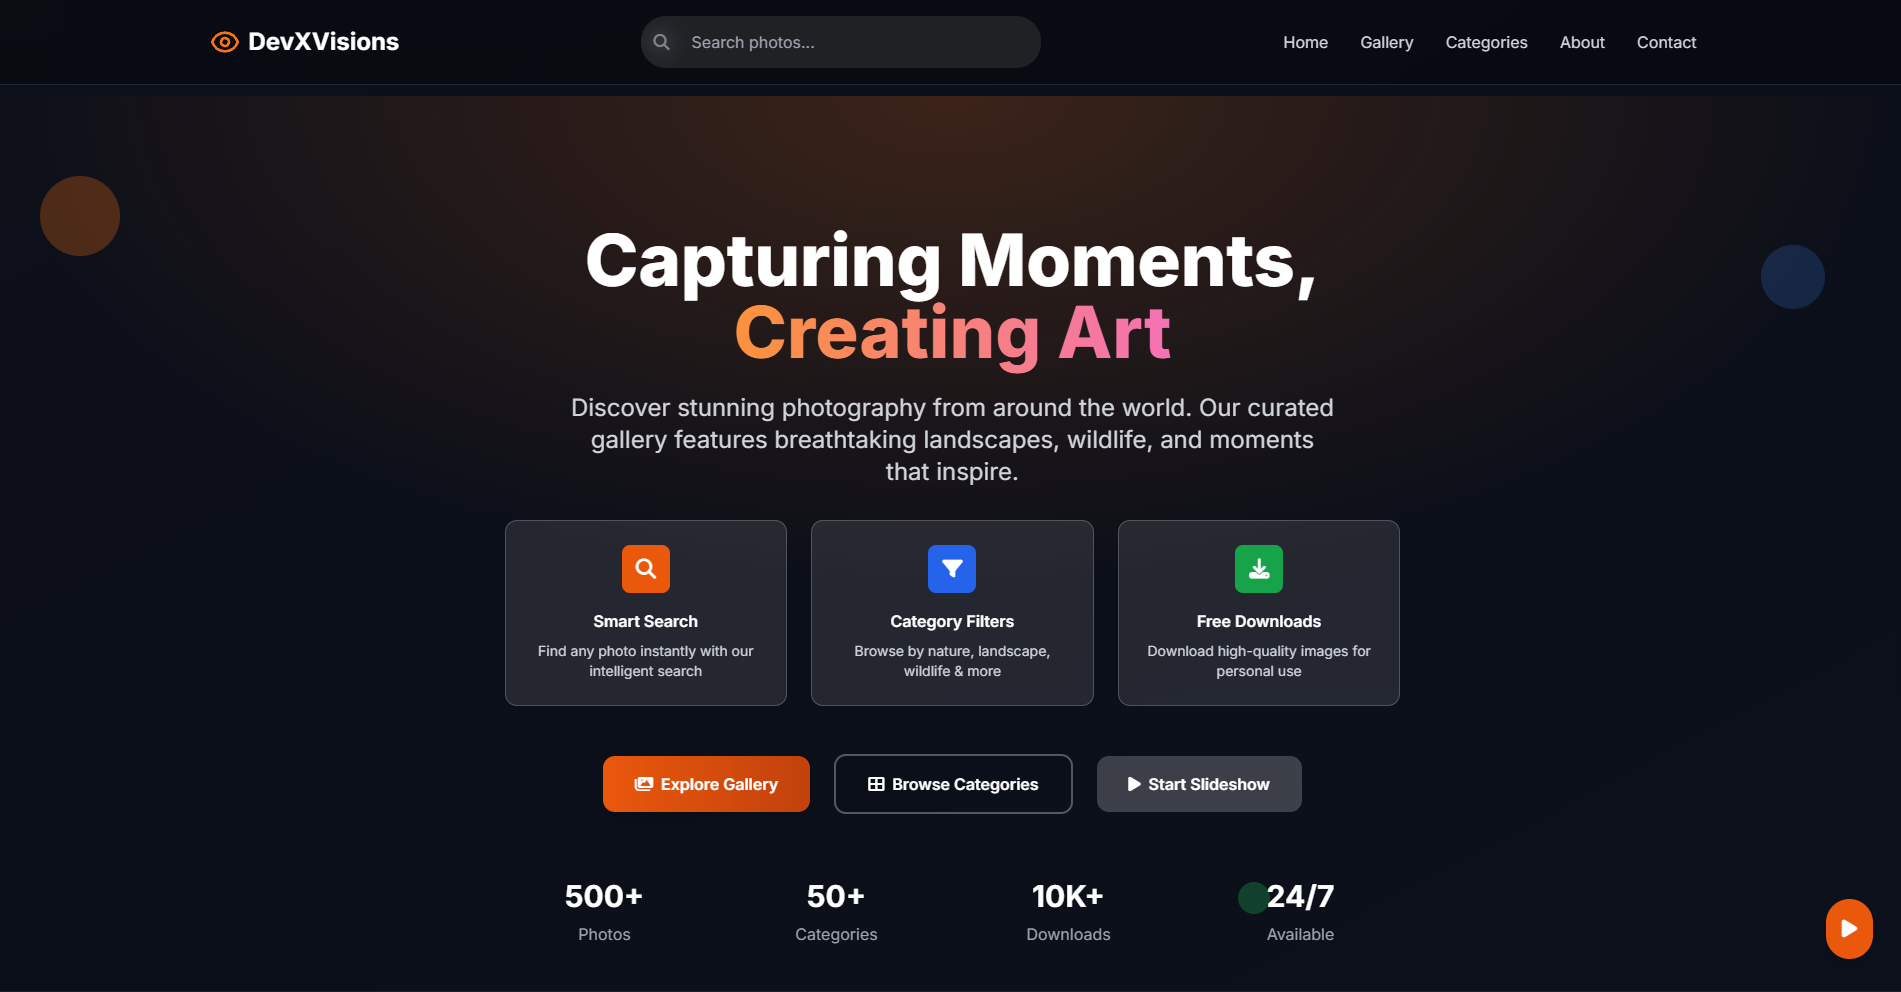 DevXVisions
Search photos...
Home
Gallery
Categories
About
Contact
Capturing Moments,
Creating Art
Discover stunning photography from around the world. Our curated
gallery features breathtaking landscapes, wildlife, and moments
that inspire.
Smart Search
Find any photo instantly with our
intelligent search
Category Filters
Browse by nature, landscape,
wildlife & more
Free Downloads
Download high-quality images for
personal use
Explore Gallery
Browse Categories
Start Slideshow
500+
Photos
50+
Categories
10K+
Downloads
24/7
Available